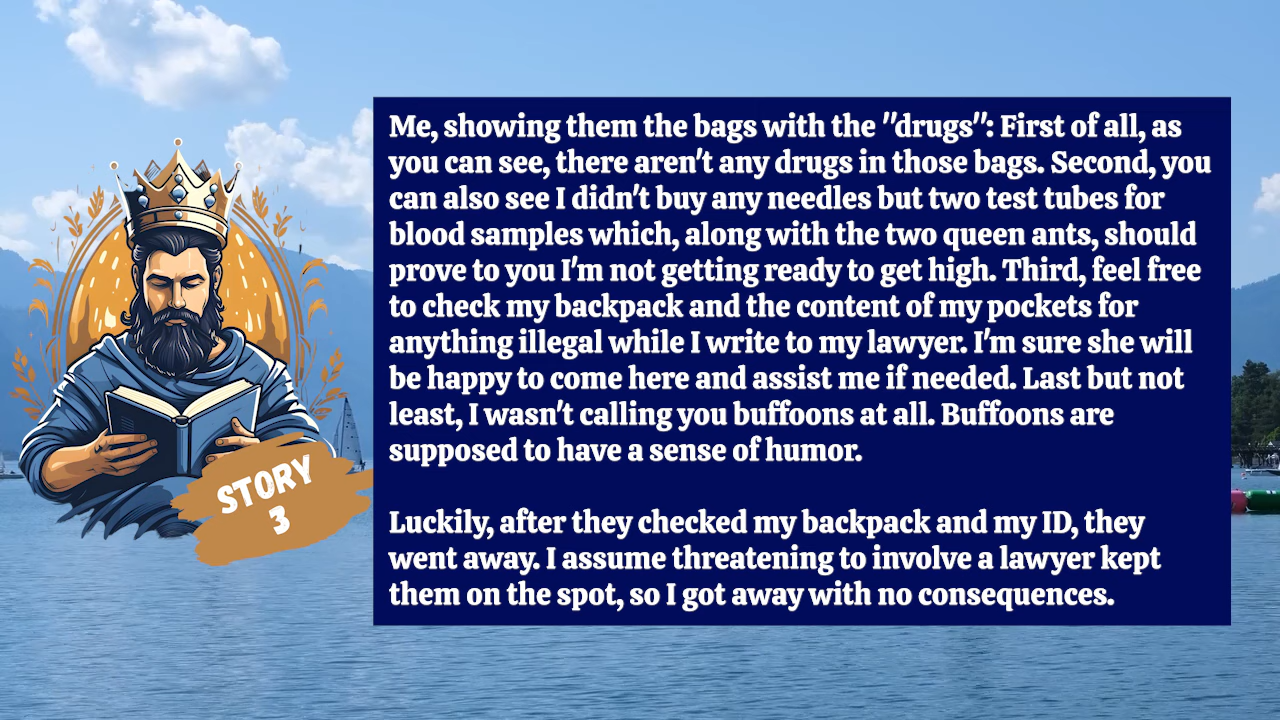 STORY
3
Me, showing them the bags with the "drugs": First of all, as
you can see, there aren't any drugs in those bags. Second, you
can also see I didn't buy any needles but two test tubes for
blood samples which, along with the two queen ants, should
prove to you I'm not getting ready to get high. Third, feel free
to check my backpack and the content of my pockets for
anything illegal while I write to my lawyer. I'm sure she will
be happy to come here and assist me if needed. Last but not
least, I wasn't calling you buffoons at all. Buffoons are
supposed to have a sense of humor.
Luckily, after they checked my backpack and my ID, they
went away. I assume threatening to involve a lawyer kept
them on the spot, so I got away with no consequences.